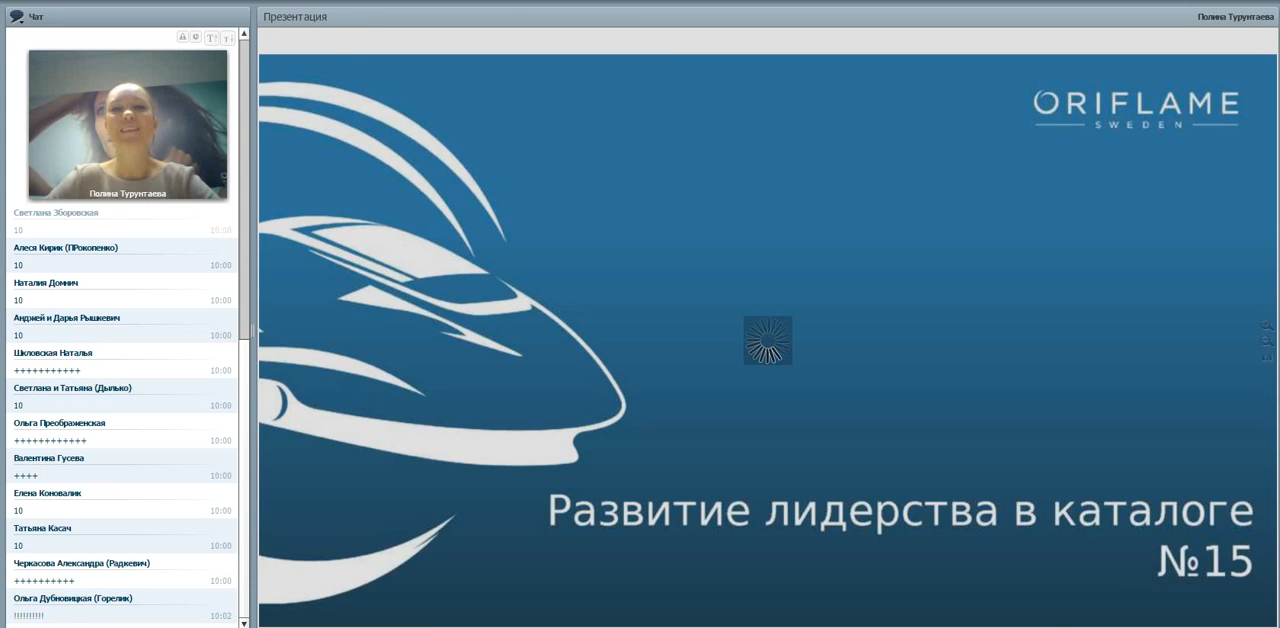 Чат
Презентация
Полина Турунтаева
Полина Турунтаева
Светлана Зборовская
10 10:00
Алеся Кирик (ПРокопенко)
10 10:00
Наталия Домнич
10 10:00
Анджей и Дарья Рышкевич
10 10:00
Шкловская Наталья
+++++++++++ 10:00
Светлана и Татьяна (Дылько)
10 10:00
Ольга Преображенская
++++++++++++ 10:00
Валентина Гусева
++++ 10:00
Елена Коновалик
10 10:00
Татьяна Касач
10 10:00
Черкасова Александра (Радкевич)
++++++++++ 10:00
Ольга Дубновицкая (Горелик)
!!!!!!!!!! 10:02
ORIFLAME
SWEDEN
Развитие лидерства в каталоге
№15